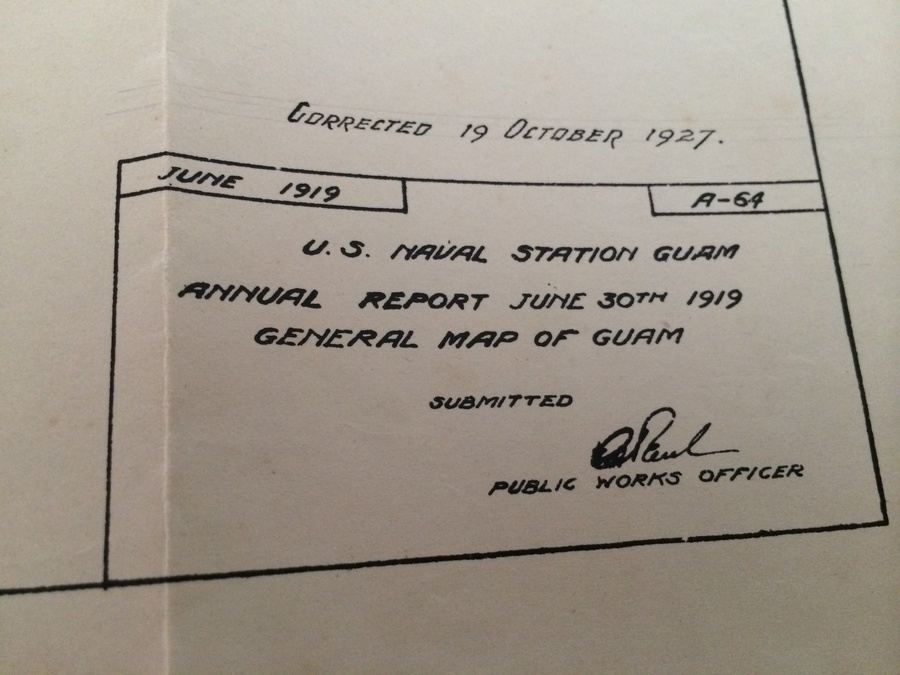 CORRECTED 19 OCTOBER 1927.
JUNE 1919
A-64
U.S. NAVAL STATION GUAM
ANNUAL REPORT JUNE 30TH 1919
GENERAL MAP OF GUAM
SUBMITTED
PUBLIC WORKS OFFICER